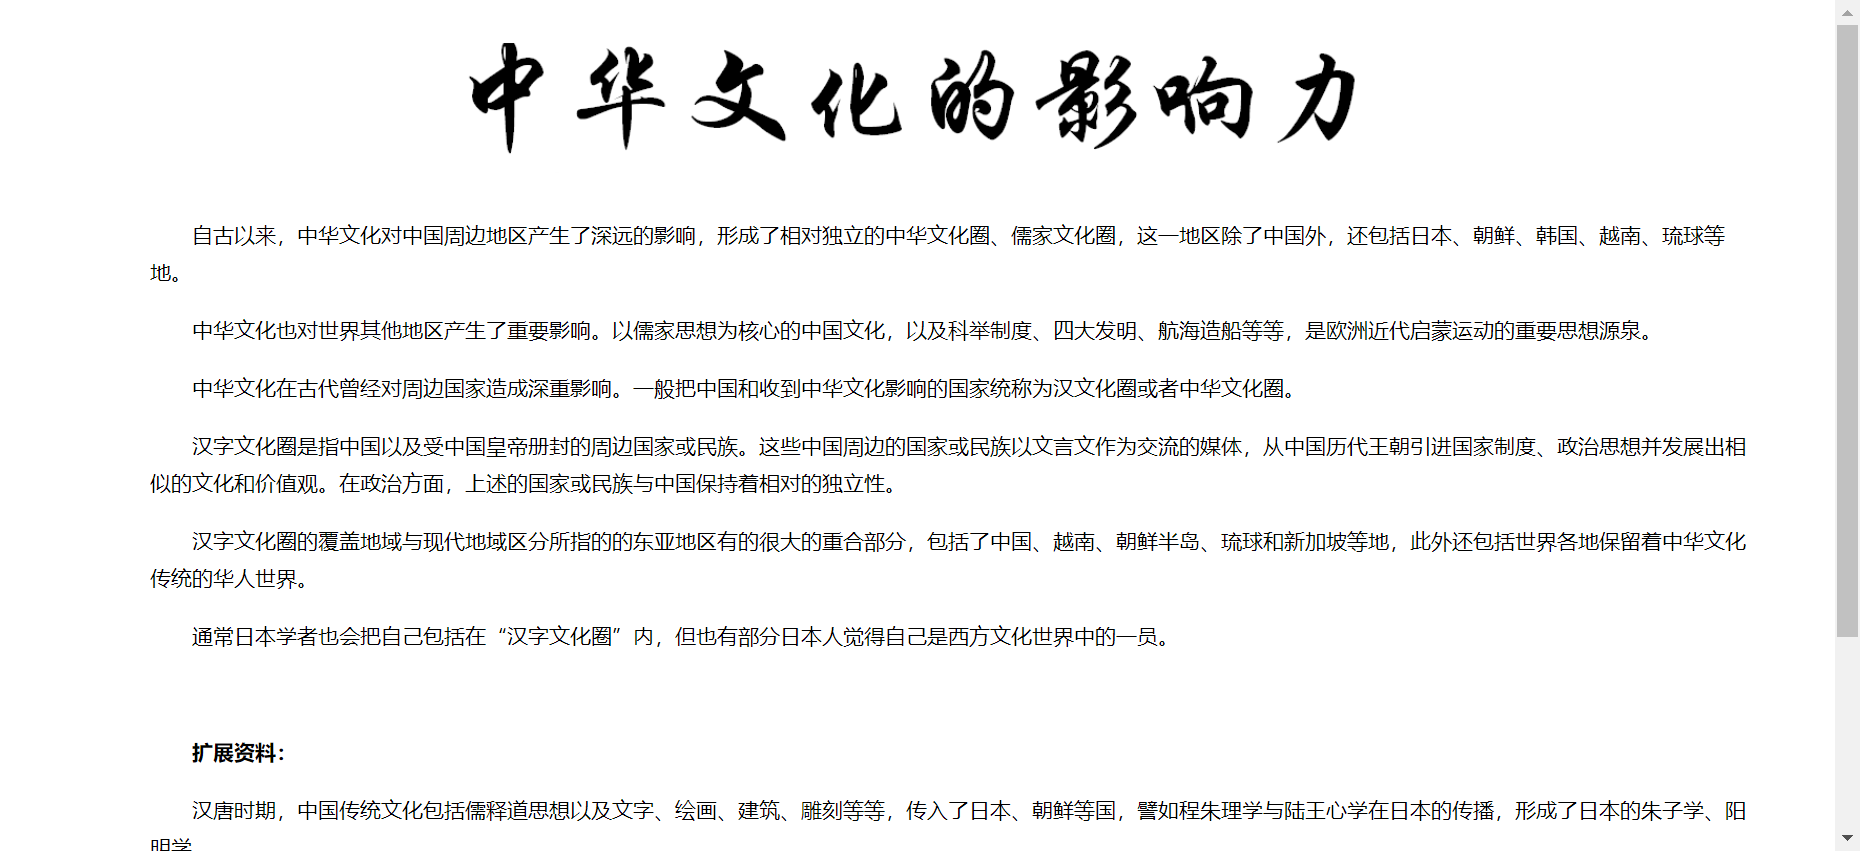 中华文化的影响力
自古以来，中华文化对中国周边地区产生了深远的影响，形成了相对独立的中华文化圈、儒家文化圈，这一地区除了中国外，还包括日本、朝鲜、韩国、越南、琉球等
地。
中华文化也对世界其他地区产生了重要影响。以儒家思想为核心的中国文化，以及科举制度、四大发明、航海造船等等，是欧洲近代启蒙运动的重要思想源泉。
中华文化在古代曾经对周边国家造成深重影响。一般把中国和收到中华文化影响的国家统称为汉文化圈或者中华文化圈。
汉字文化圈是指中国以及受中国皇帝册封的周边国家或民族。这些中国周边的国家或民族以文言文作为交流的媒体，从中国历代王朝引进国家制度、政治思想并发展出相
似的文化和价值观。在政治方面，上述的国家或民族与中国保持着相对的独立性。
汉字文化圈的覆盖地域与现代地域区分所指的的东亚地区有的很大的重合部分，包括了中国、越南、朝鲜半岛、琉球和新加坡等地，此外还包括世界各地保留着中华文化
传统的华人世界。
通常日本学者也会把自己包括在“汉字文化圈”内，但也有部分日本人觉得自己是西方文化世界中的一员。
扩展资料：
汉唐时期，中国传统文化包括儒释道思想以及文字、绘画、建筑、雕刻等等，传入了日本、朝鲜等国，譬如程朱理学与陆王心学在日本的传播，形成了日本的朱子学、阳
明学